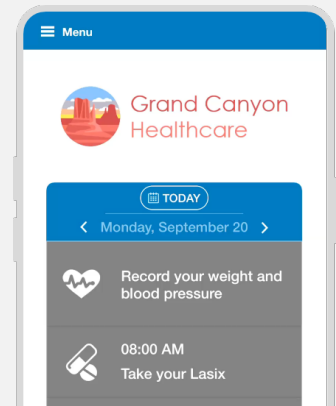 Menu
Grand Canyon
Healthcare
TODAY
Monday, September 20
Record your weight and
blood pressure
08:00 AM
Take your Lasix